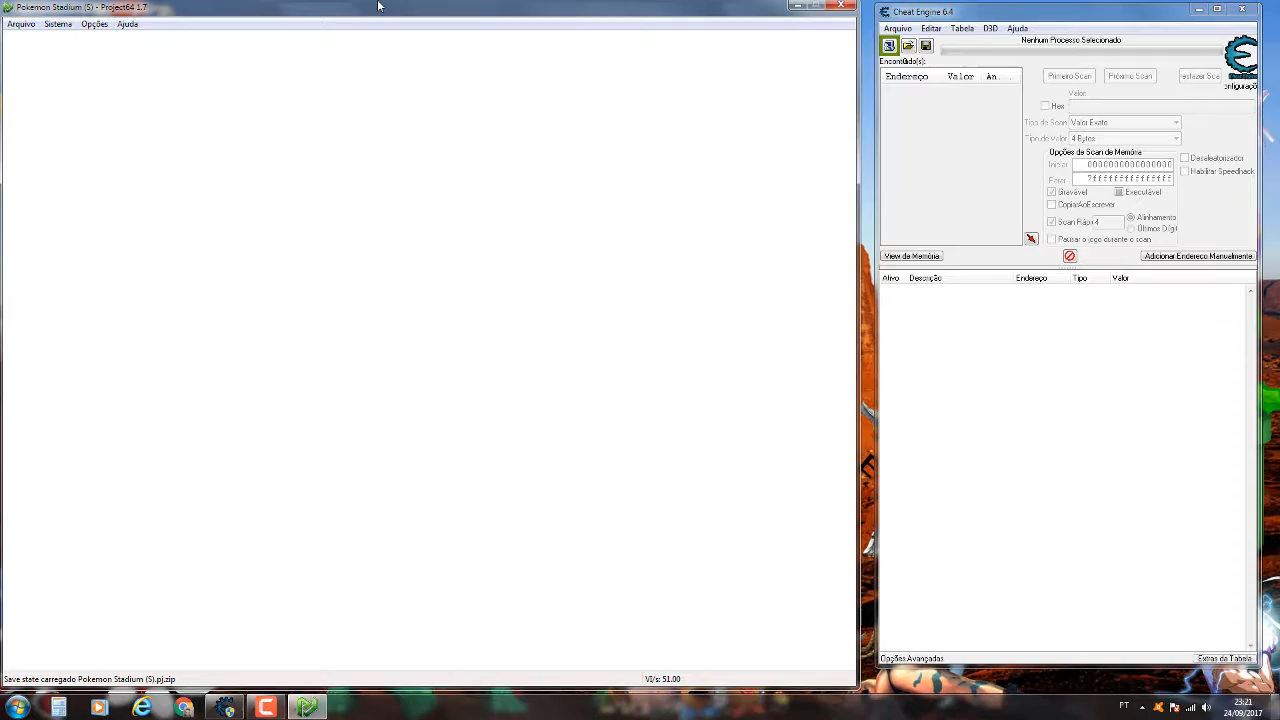 Pokemon Stadium (S) - Project64 1.7
Arquivo Sistema Opções Ajuda
Save state carregado Pokemon Stadium (S).pj.zip
VI/s: 51.00
Cheat Engine 6.4
Arquivo Editar Tabela D3D Ajuda
Nenhum Processo Selecionado
Endereço Valor An...
Primeiro Scan Próximo Scan
Valor:
Hex
Tipo de Scan Valor Exato
Tipo de Valor 4 Bytes
Opções de Scan de Memória
0000000000000000
Parar 7fffffffffffffff
Desaleatorizador
Habilitar Speedhack
Gravável Executável
CopiarAoEscrever
4
Alinhamento
Pausar o jogo durante o scan
View de Memória
Adicionar Endereco Manualmente
Ativo Descrição Endereço Tipo Valor
Opções Avançadas
Extras da Tabela
PT
23:21
24/09/2017